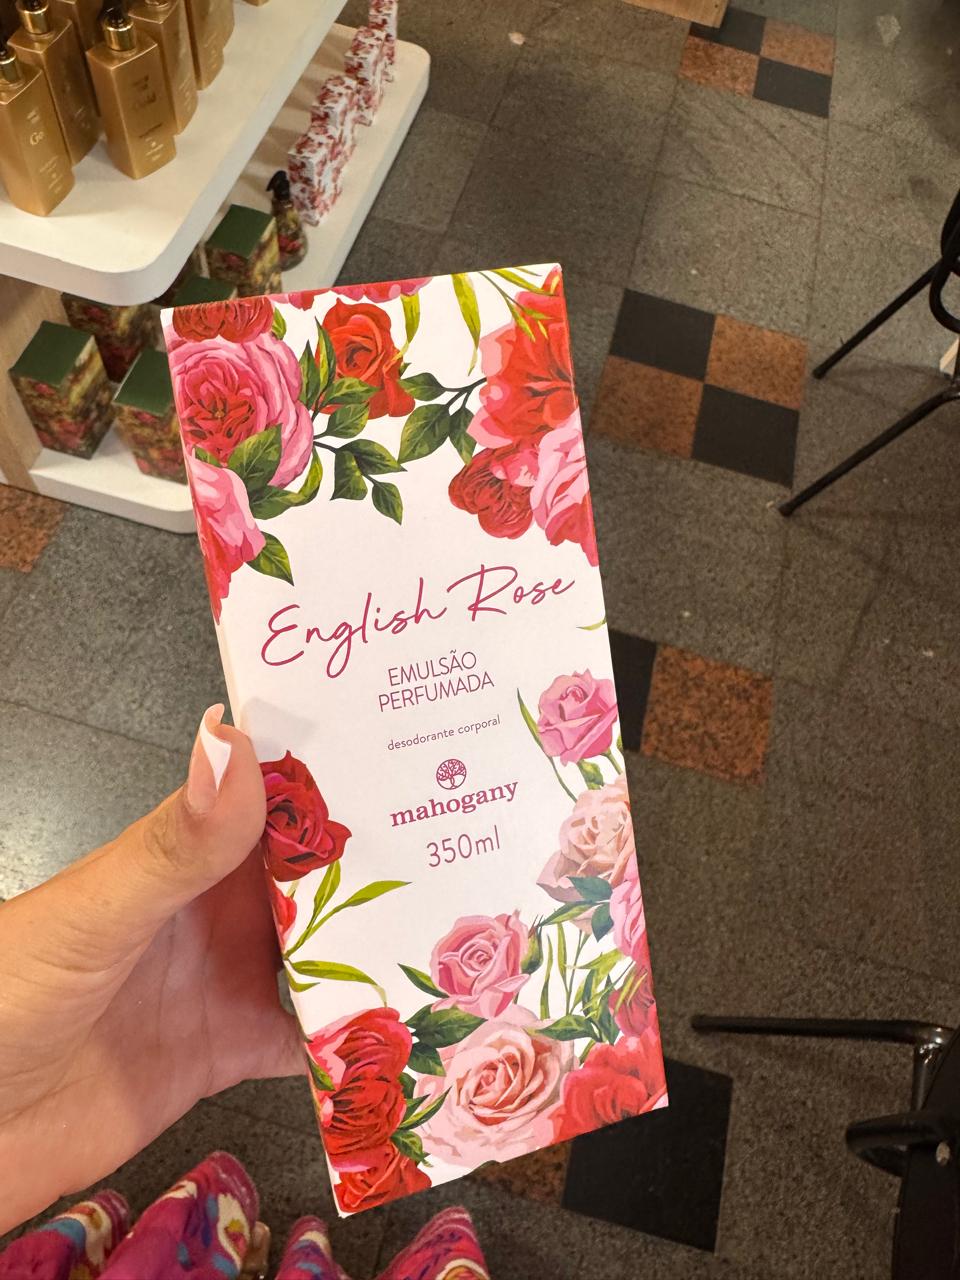 English Rose
EMULSÃO
PERFUMADA
desodorante corporal
mahogany
350ml